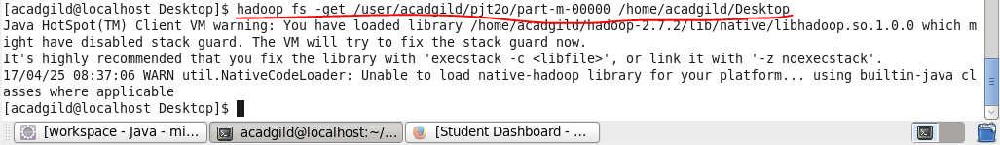 [acadgild@localhost Desktop]$ hadoop fs -get /user/acadgild/pjt2o/part-m-00000 /home/acadgild/Desktop
Java HotSpot(TM) Client VM warning: You have loaded library /home/acadgild/hadoop-2.7.2/lib/native/libhadoop.so.1.0.0 which m
ight have disabled stack guard. The VM will try to fix the stack guard now.
It's highly recommended that you fix the library with 'execstack -c <libfile>', or link it with '-z noexecstack'.
17/04/25 08:37:06 WARN util.NativeCodeLoader: Unable to load native-hadoop library for your platform... using builtin-java cl
asses where applicable
[acadgild@localhost Desktop]$
[workspace - Java - mi... acadgild@localhost:~/... [Student Dashboard - ...